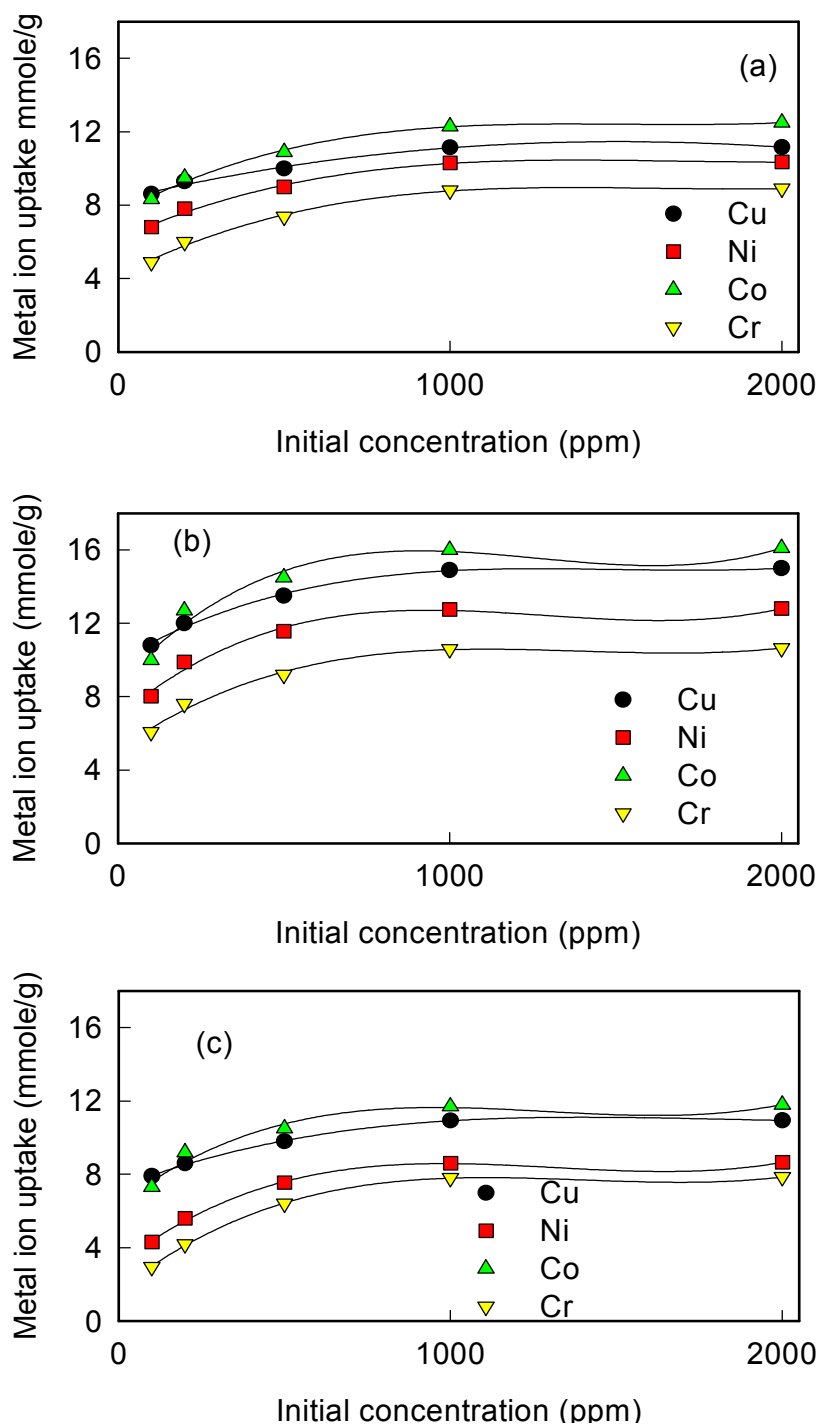 Metal ion uptake mmole/g
16
12
8
4
0
(a)
Cu
Ni
Co
Cr
0 1000 2000
Initial concentration (ppm)
Metal ion uptake (mmole/g)
16
12
8
4
0
(b)
Cu
Ni
Co
Cr
0 1000 2000
Initial concentration (ppm)
Metal ion uptake (mmole/g)
16
12
8
4
0
(c)
Cu
Ni
Co
Cr
0 1000 2000
Initial concentration (ppm)